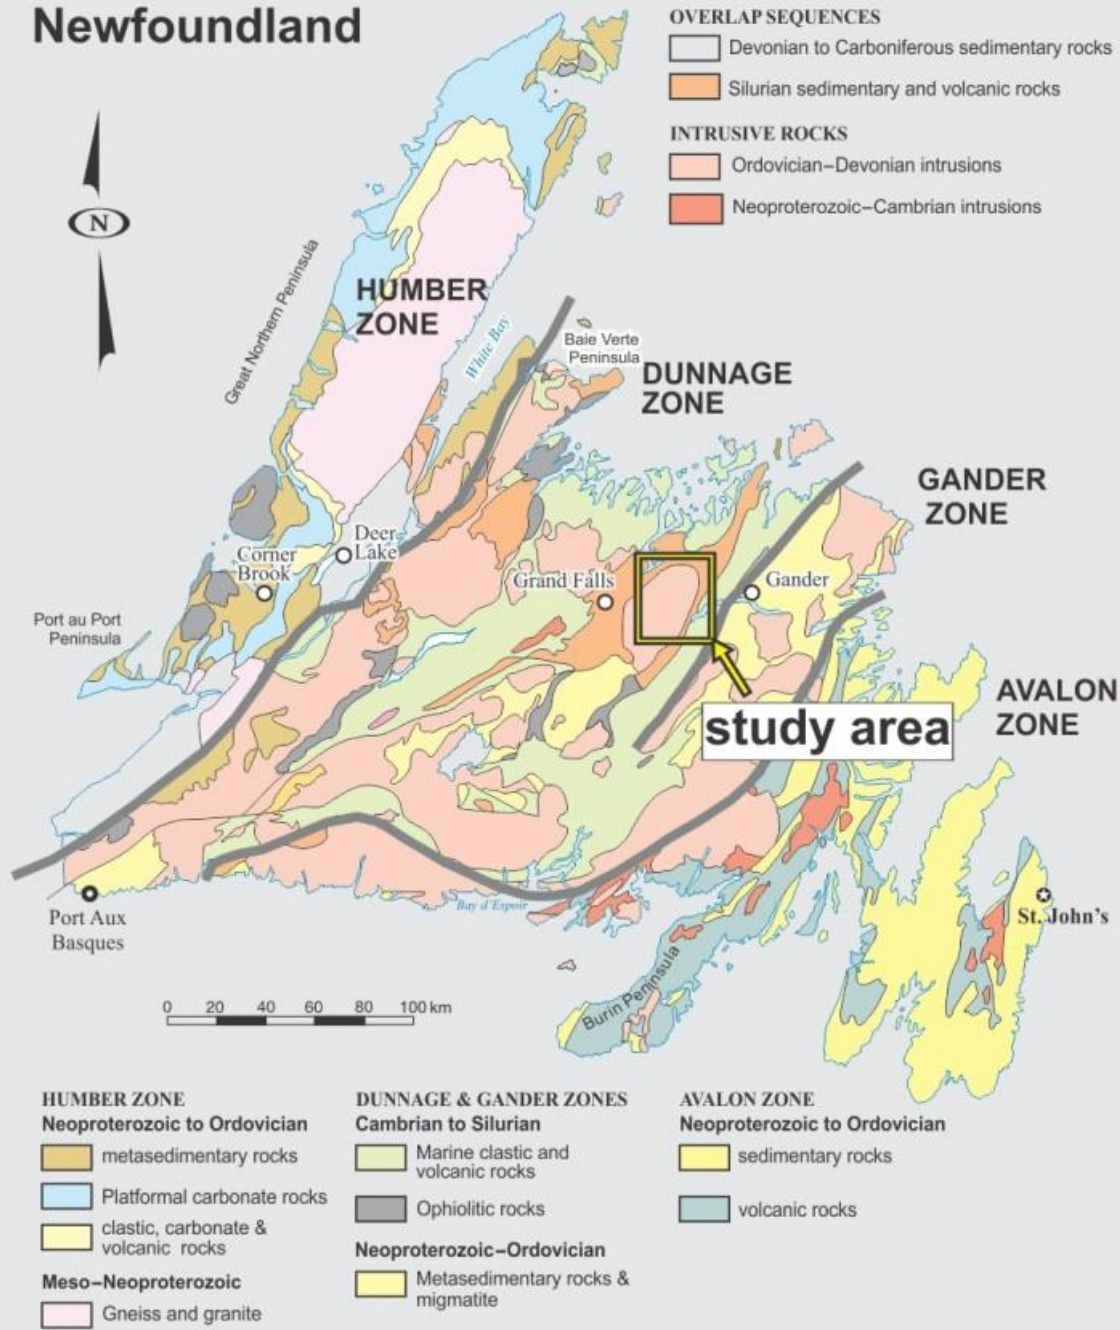 Newfoundland
OVERLAP SEQUENCES
Devonian to Carboniferous sedimentary rocks
Silurian sedimentary and volcanic rocks
INTRUSIVE ROCKS
Ordovician–Devonian intrusions
Neoproterozoic–Cambrian intrusions
N
Great Northern Peninsula
HUMBER
ZONE
White Bay
Baie Verte
Peninsula
DUNNAGE
ZONE
GANDER
ZONE
Deer
Lake
Corner
Brook
Grand Falls
Gander
Port au Port
Peninsula
AVALON
ZONE
study area
Port Aux
Basques
Bay d'Espoir
St. John's
Burin Peninsula
0 20 40 60 80 100 km
HUMBER ZONE
Neoproterozoic to Ordovician
metasedimentary rocks
Platformal carbonate rocks
clastic, carbonate &
volcanic rocks
Meso–Neoproterozoic
Gneiss and granite
DUNNAGE & GANDER ZONES
Cambrian to Silurian
Marine clastic and
volcanic rocks
Ophiolitic rocks
Neoproterozoic–Ordovician
Metasedimentary rocks &
migmatite
AVALON ZONE
Neoproterozoic to Ordovician
sedimentary rocks
volcanic rocks